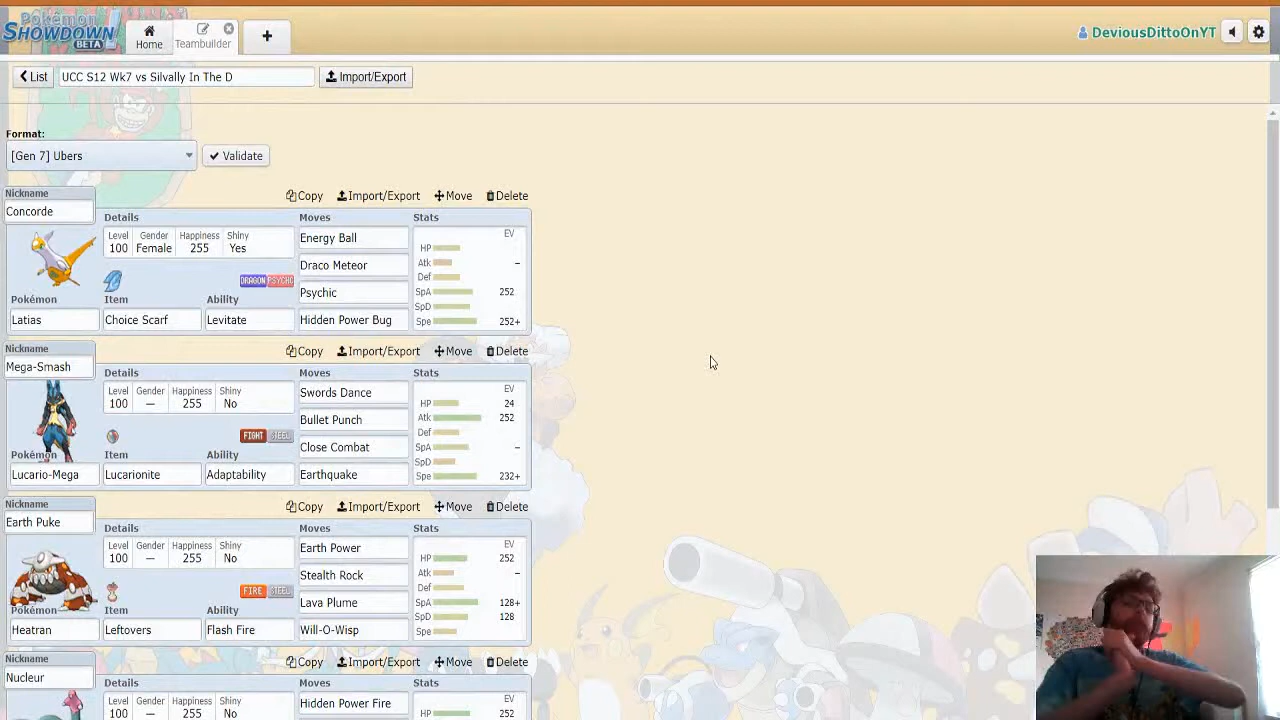 Pokémon
SHOWDOWN!
BETA
Home
Teambuilder
+
DeviousDittoOnYT
List
UCC S12 Wk7 vs Silvally In The D
Import/Export
Format:
[Gen 7] Ubers
Validate
Copy Import/Export Move Delete
Nickname
Concorde
Details
Level Gender Happiness Shiny
100 Female 255 Yes
DRAGON PSYCHC
Pokémon Item Ability
Latias Choice Scarf Levitate
Moves
Energy Ball
Draco Meteor
Psychic
Hidden Power Bug
Stats
EV
HP
Atk –
Def
SpA 252
SpD
Spe 252+
Copy Import/Export Move Delete
Nickname
Mega-Smash
Details
Level Gender Happiness Shiny
100 — 255 No
FIGHT STEEL
Pokémon Item Ability
Lucario-Mega Lucarionite Adaptability
Moves
Swords Dance
Bullet Punch
Close Combat
Earthquake
Stats
EV
HP 24
Atk 252
Def
SpA –
SpD
Spe 232+
Copy Import/Export Move Delete
Nickname
Earth Puke
Details
Level Gender Happiness Shiny
100 — 255 No
FIRE STEEL
Pokémon Item Ability
Heatran Leftovers Flash Fire
Moves
Earth Power
Stealth Rock
Lava Plume
Will-O-Wisp
Stats
EV
HP 252
Atk –
Def
SpA 128+
SpD 128
Spe
Copy Import/Export Move Delete
Nickname
Nucleur
Details
Level Gender Happiness Shiny
100 — 255 No
Moves
Hidden Power Fire
Stats
EV
HP 252